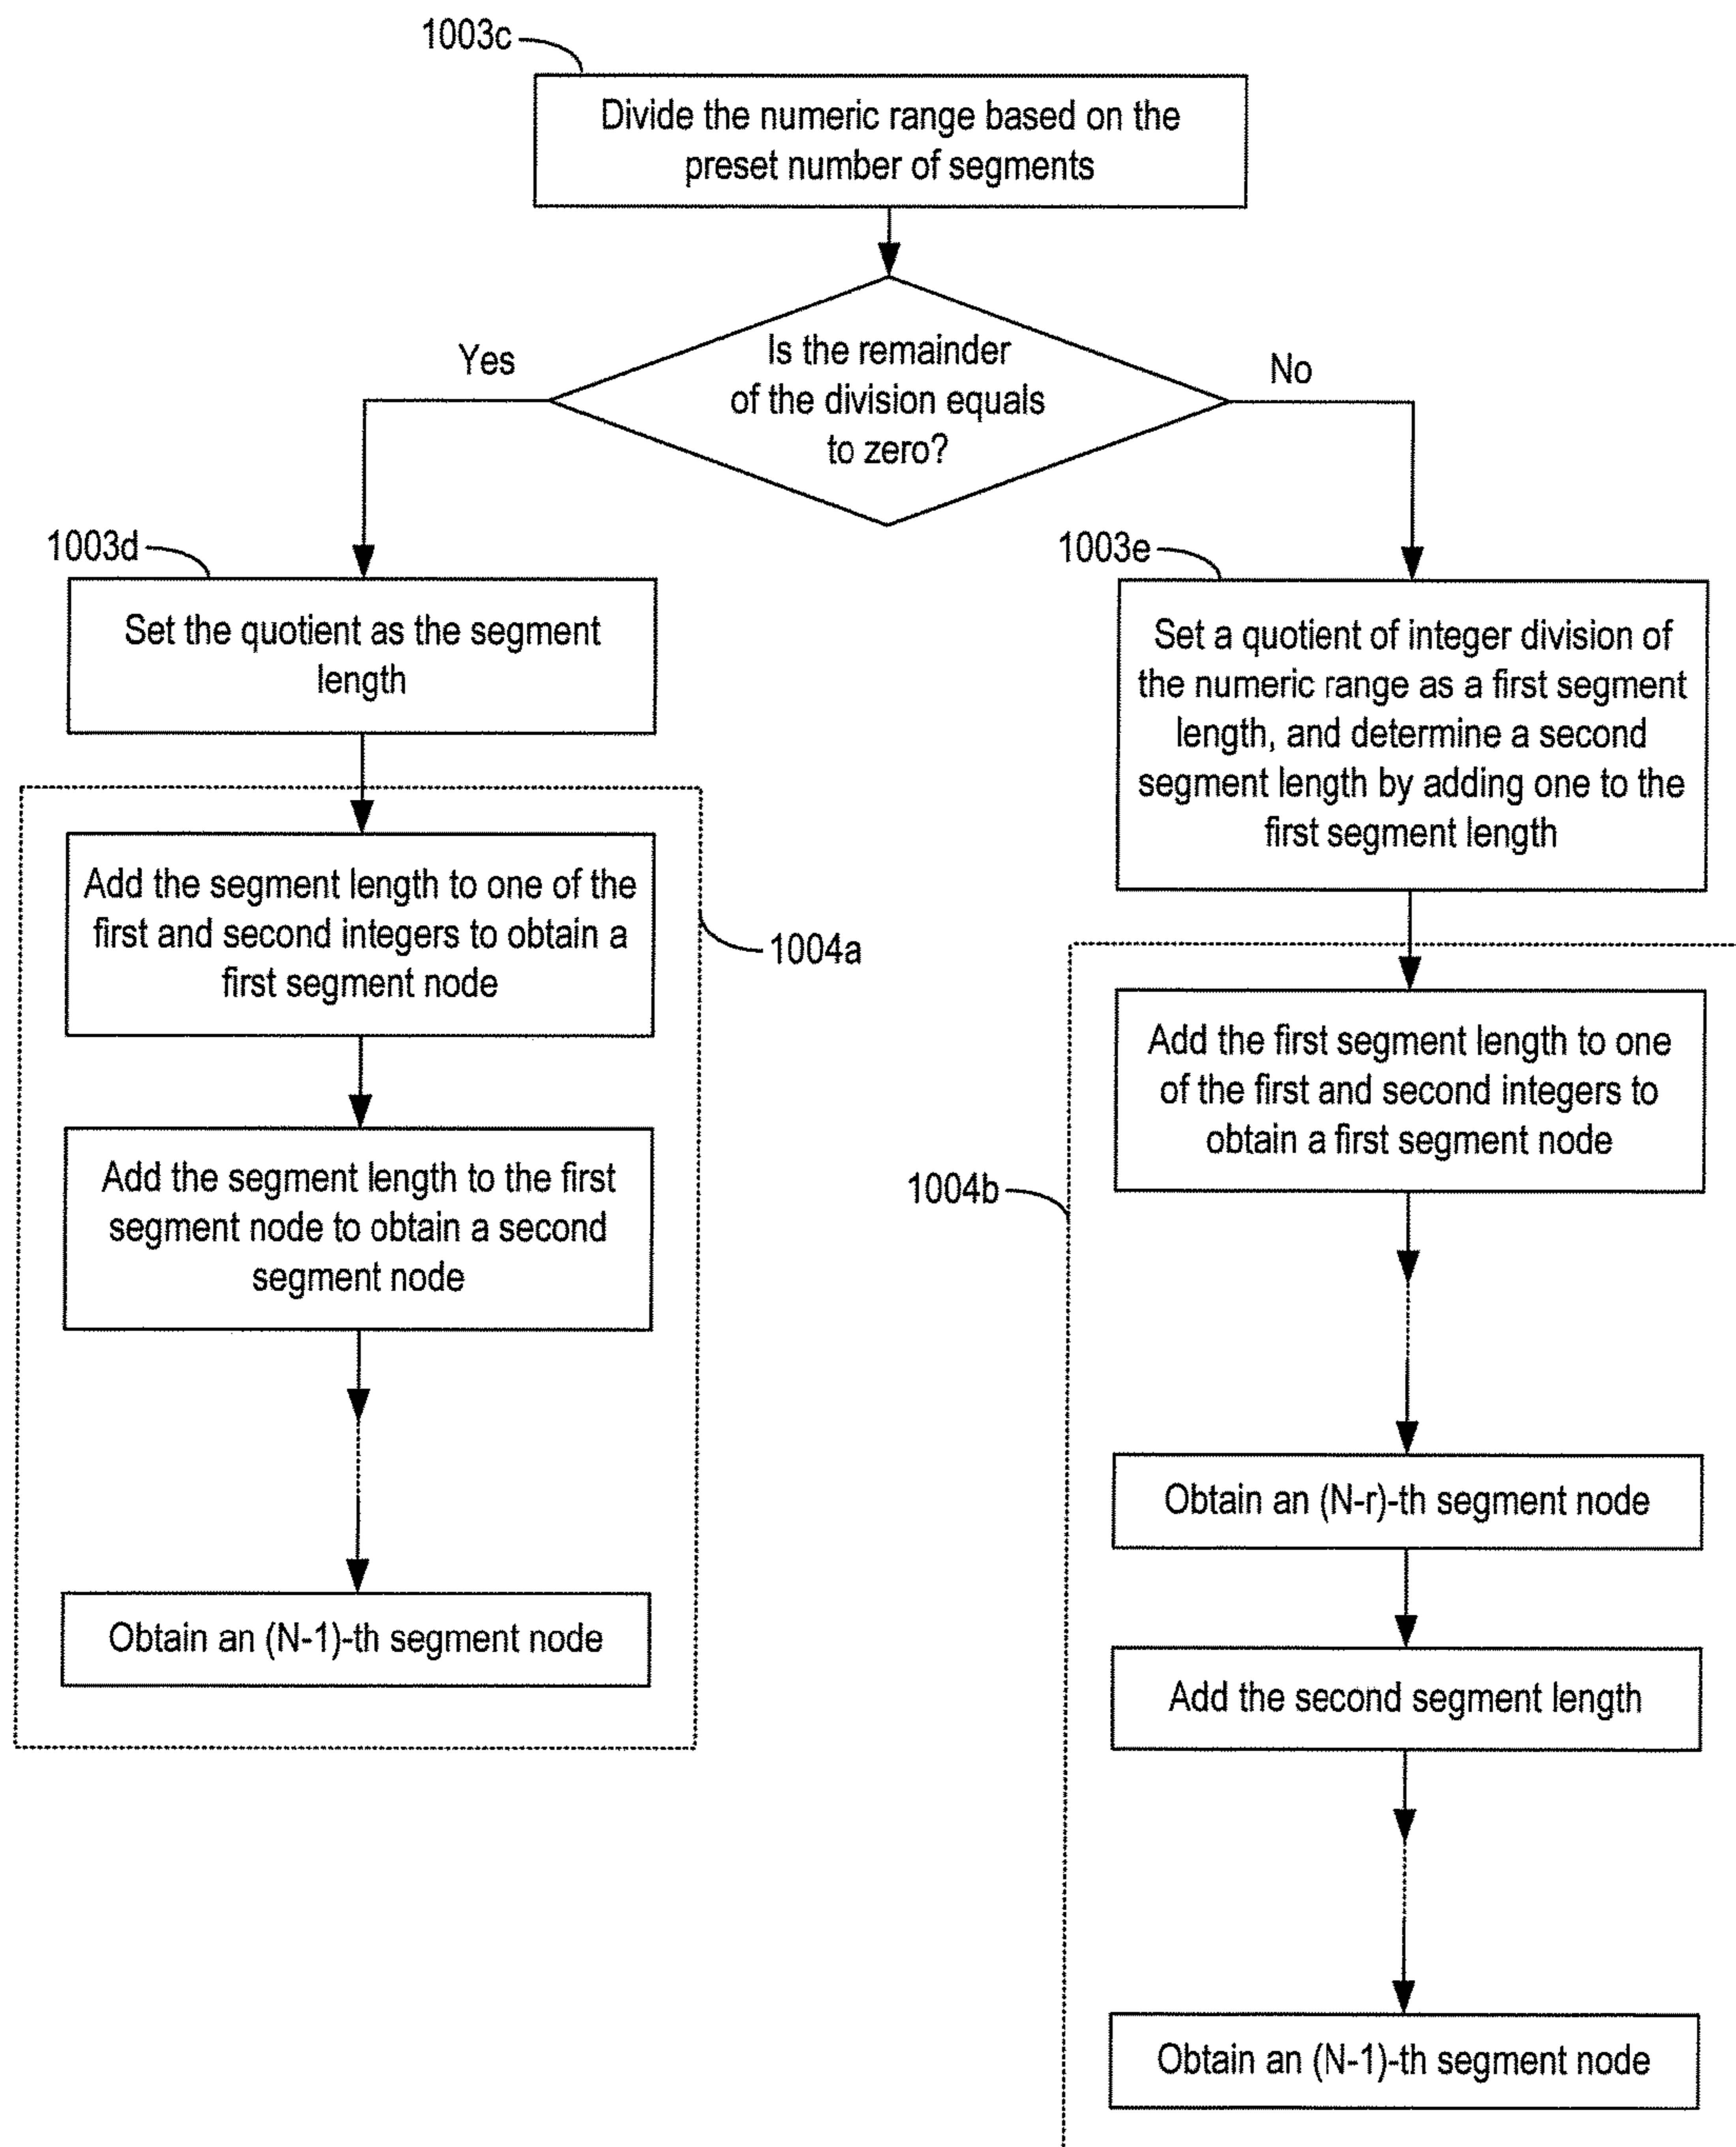 1003c
Divide the numeric range based on the
preset number of segments
Is the remainder
of the division equals
to zero?
Yes
No
1003d
Set the quotient as the segment
length
Add the segment length to one of the
first and second integers to obtain a
first segment node
1004a
Add the segment length to the first
segment node to obtain a second
segment node
Obtain an (N-1)-th segment node
1003e
Set a quotient of integer division of
the numeric range as a first segment
length, and determine a second
segment length by adding one to the
first segment length
Add the first segment length to one
of the first and second integers to
obtain a first segment node
1004b
Obtain an (N-r)-th segment node
Add the second segment length
Obtain an (N-1)-th segment node